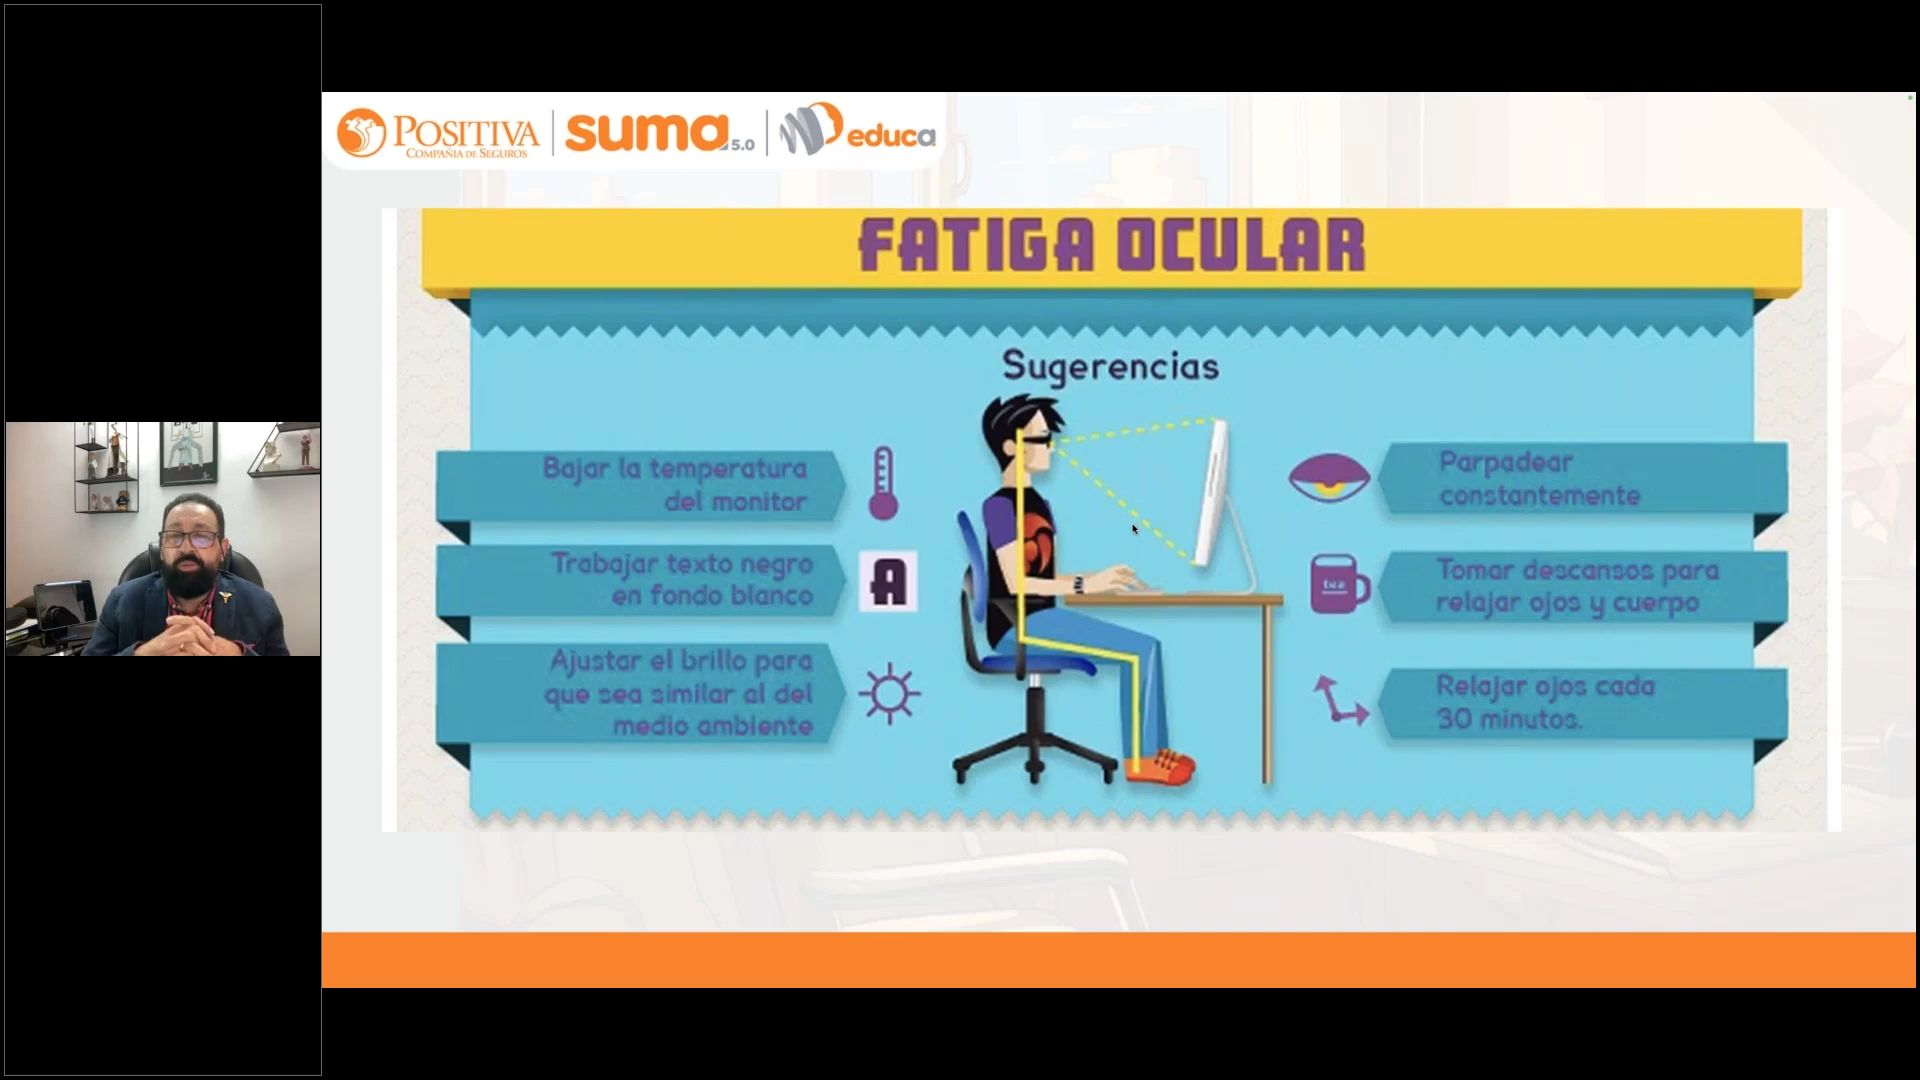 POSITIVA
COMPAÑÍA DE SEGUROS
suma 5.0
educa
FATIGA OCULAR
Sugerencias
Bajar la temperatura
del monitor
Trabajar texto negro
en fondo blanco
A
Ajustar el brillo para
que sea similar al del
medio ambiente
Parpadear
constantemente
Tomar descansos para
relajar ojos y cuerpo
Relajar ojos cada
30 minutos.